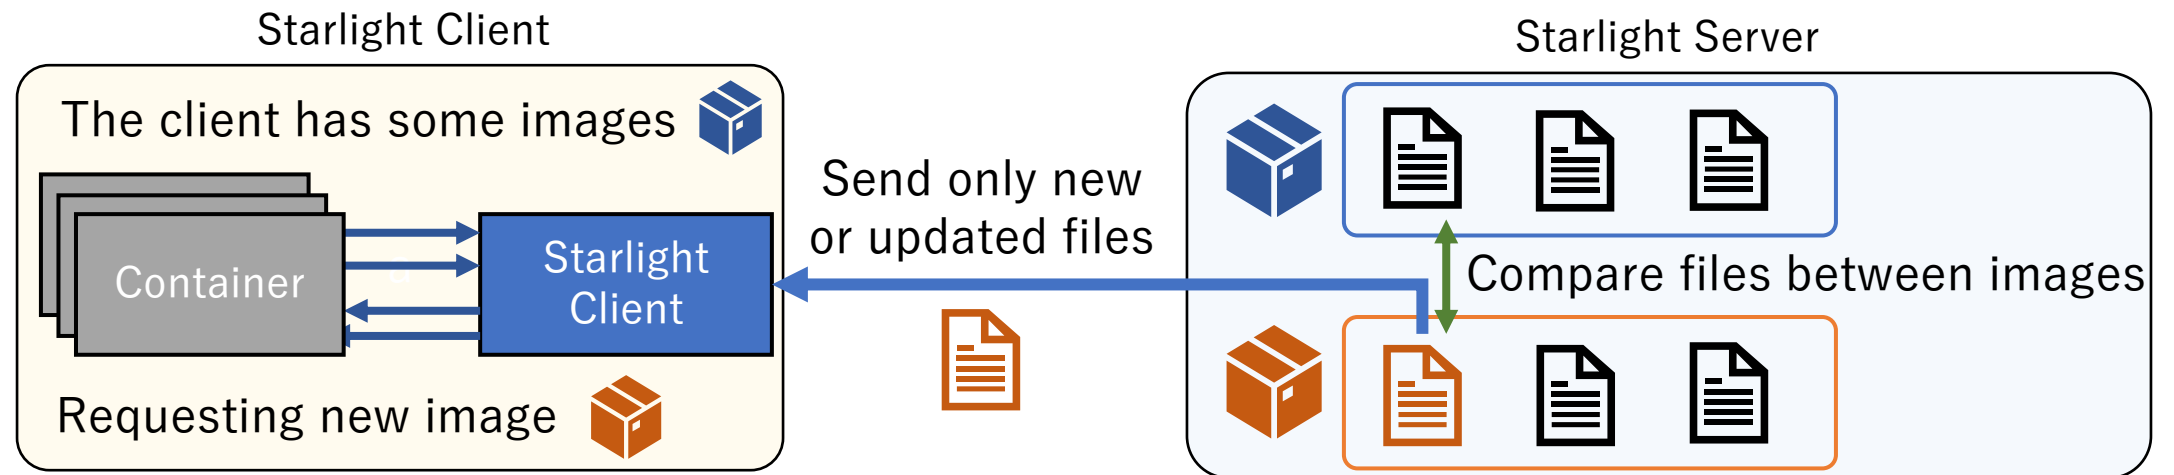 Starlight Client
The client has some images
Container
Starlight
Client
Requesting new image
Send only new
or updated files
Starlight Server
Compare files between images